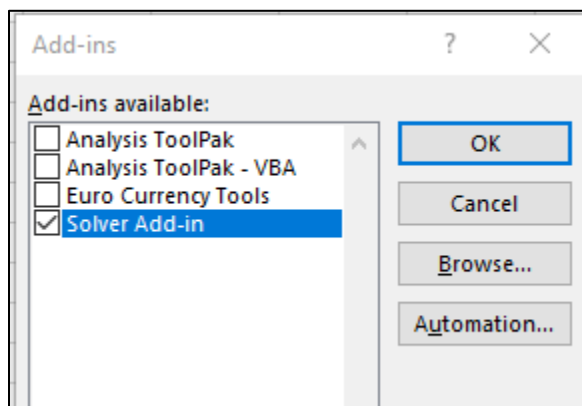 Add-ins ?
Add-ins available:
Analysis ToolPak
Analysis ToolPak - VBA
Euro Currency Tools
Solver Add-in
OK
Cancel
Browse...
Automation...